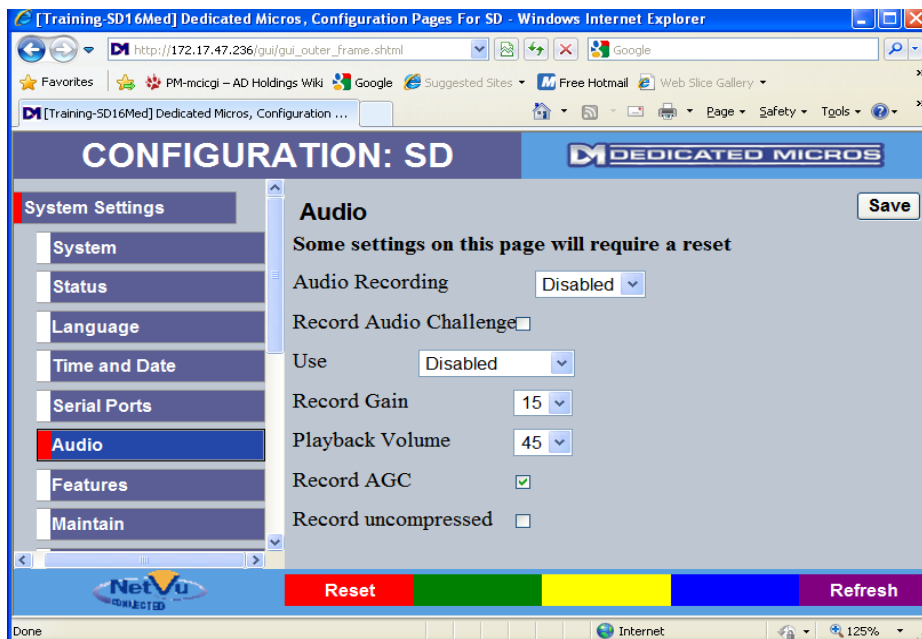 [Training-SD16Med] Dedicated Micros, Configuration Pages For SD - Windows Internet Explorer
http://172.17.47.236/gui/gui_outer_frame.shtml
Google
Favorites
PM-mcicgi – AD Holdings Wiki
Google
Suggested Sites
Free Hotmail
Web Slice Gallery
[Training-SD16Med] Dedicated Micros, Configuration ...
Page
Safety
Tools
CONFIGURATION: SD
DEDICATED MICROS
System Settings
System
Status
Language
Time and Date
Serial Ports
Audio
Features
Maintain
Audio
Save
Some settings on this page will require a reset
Audio Recording Disabled
Record Audio Challenge
Use Disabled
Record Gain 15
Playback Volume 45
Record AGC
Record uncompressed
NetVu
CONNECTED
Reset
Refresh
Done
Internet
125%